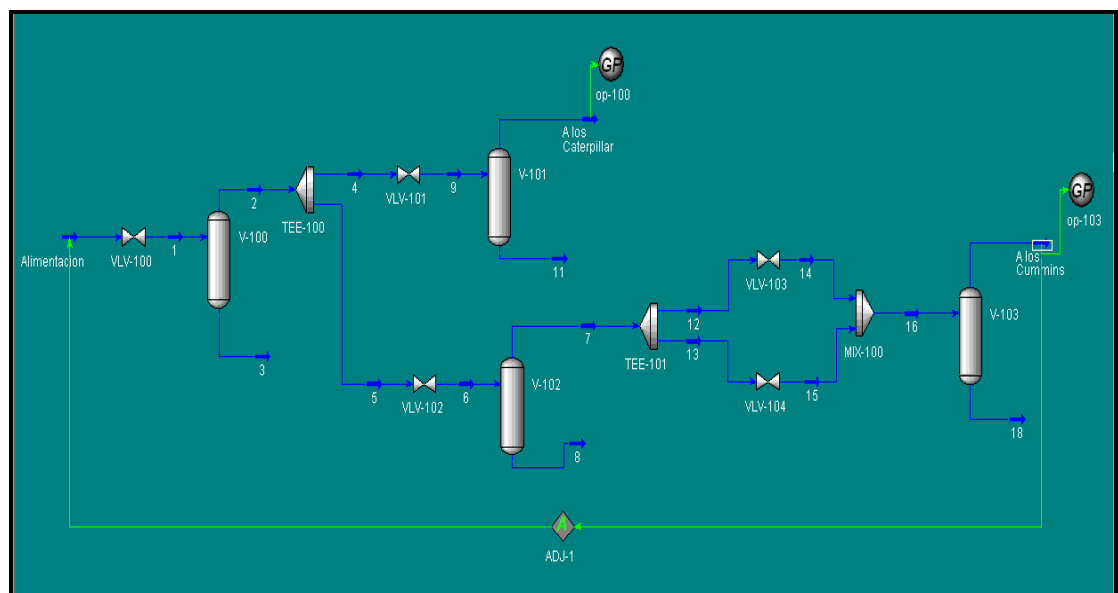 GP
op-100
A los
Caterpillar
4
VLV-101
9
V-101
2
TEE-100
11
Alimentacion
VLV-100
1
V-100
3
GP
op-103
A los
Cummins
12
VLV-103
14
7
TEE-101
13
VLV-104
15
MIX-100
16
V-103
18
5
VLV-102
6
V-102
8
A
ADJ-1